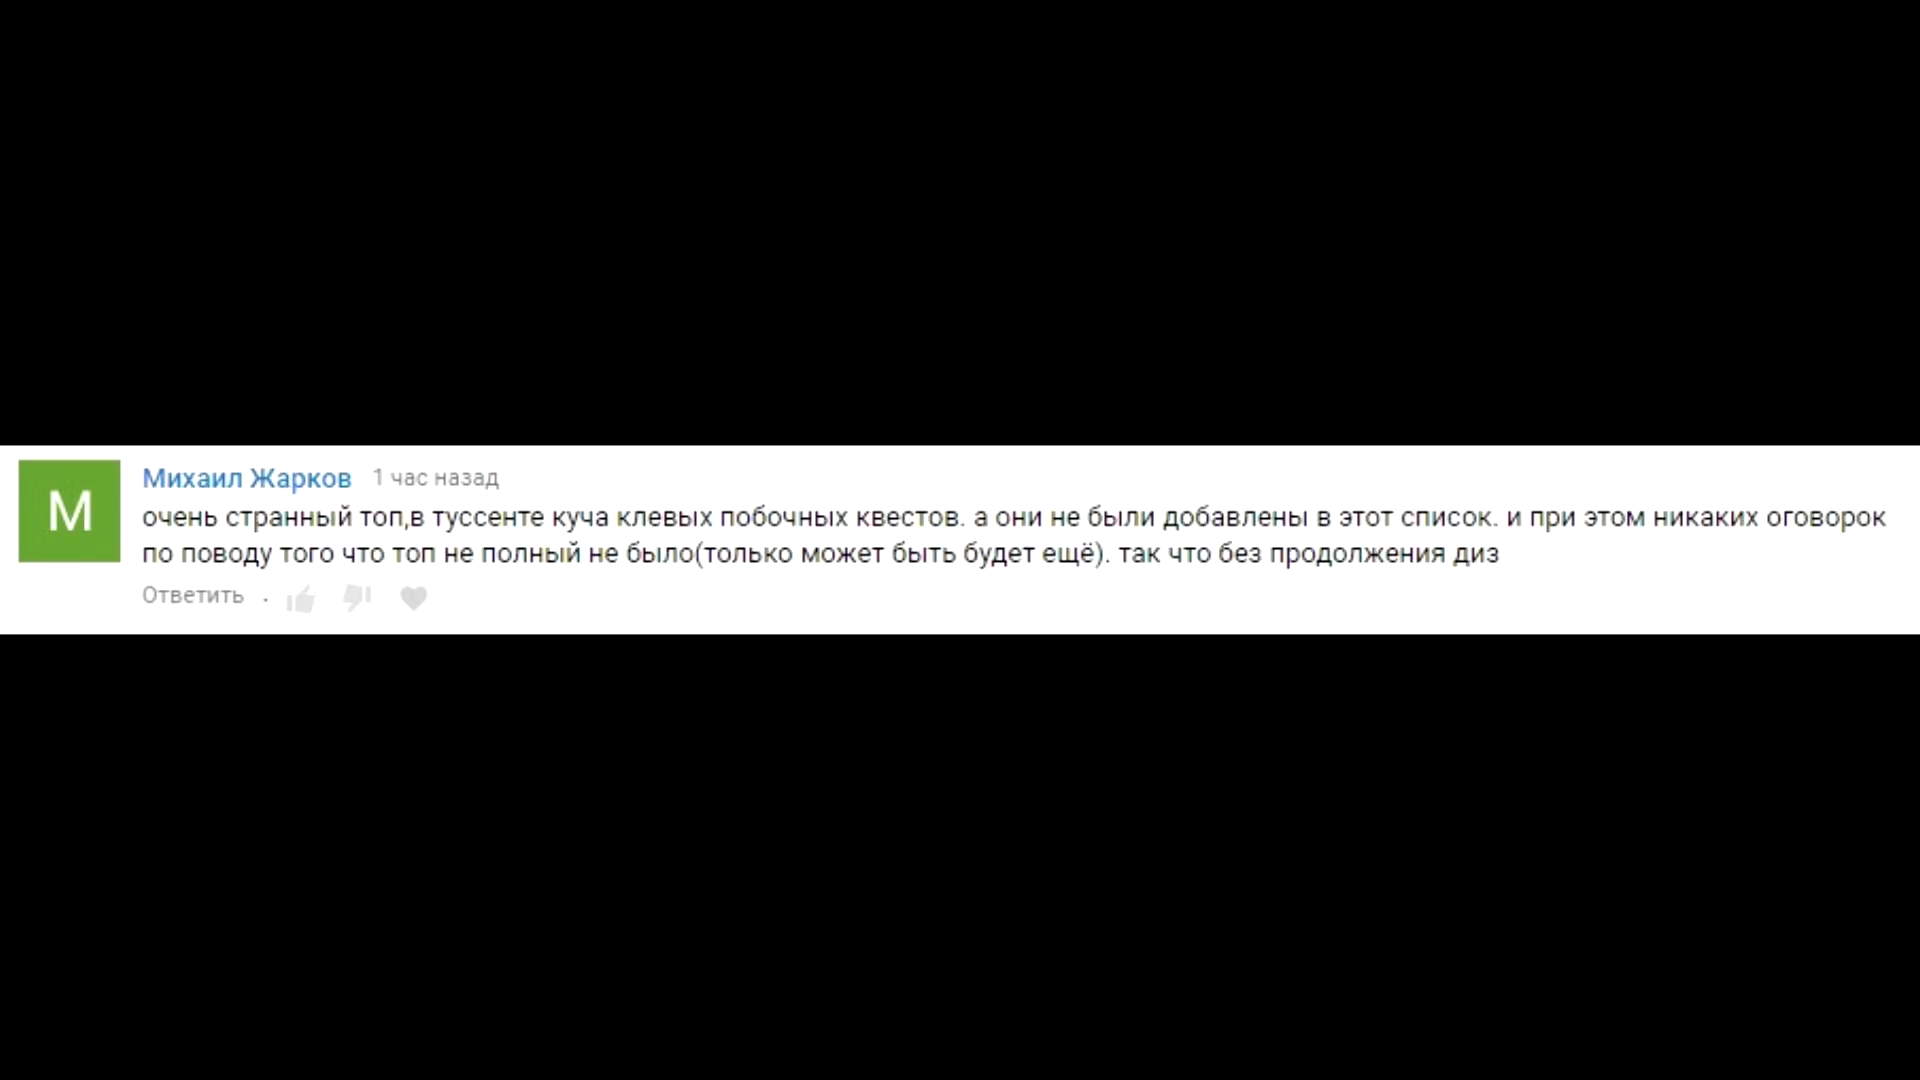 М
Михаил Жарков 1 час назад
очень странный топ,в туссенте куча клевых побочных квестов. а они не были добавлены в этот список. и при этом никаких оговорок
по поводу того что топ не полный не было(только может быть будет ещё). так что без продолжения диз
Ответить .